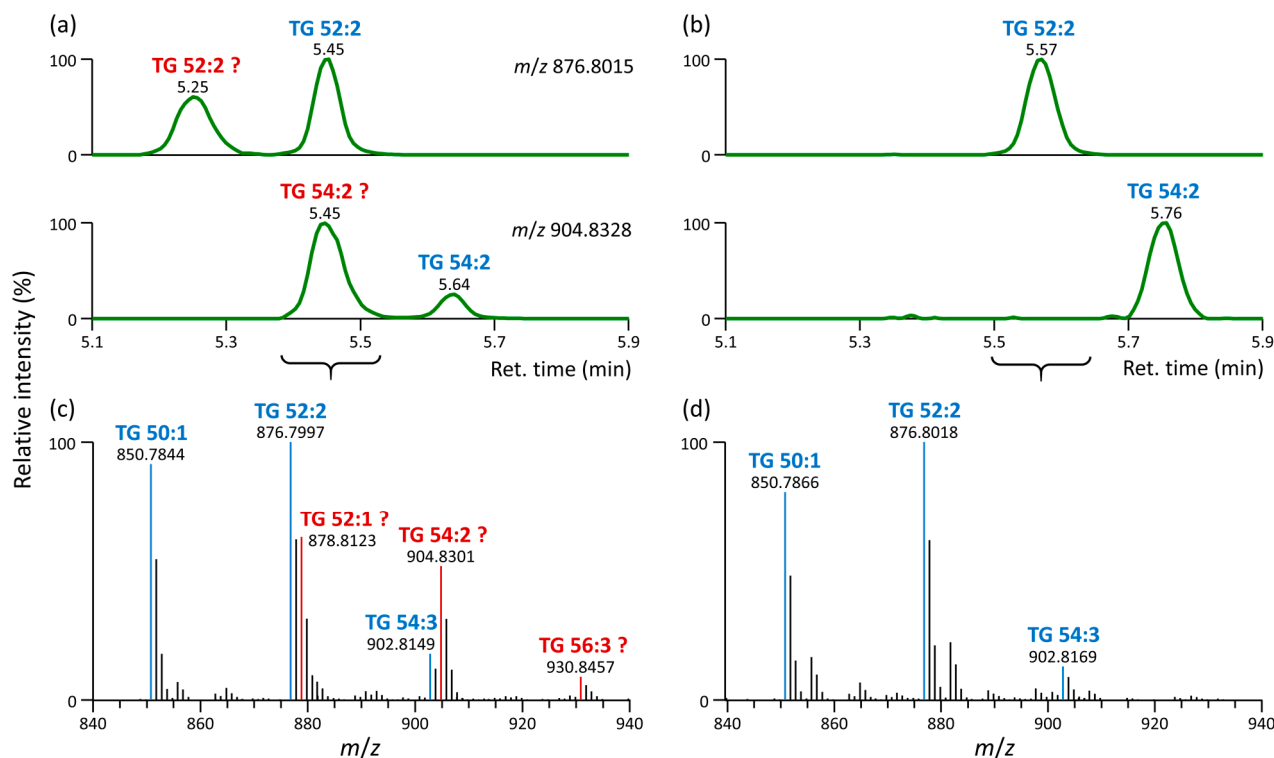 (a)
TG 52:2
5.45
TG 52:2 ?
5.25
m/z 876.8015
100
0
TG 54:2 ?
5.45
m/z 904.8328
TG 54:2
5.64
100
0
5.1 5.3 5.5 5.7 5.9
Ret. time (min)
(b)
TG 52:2
5.57
100
0
TG 54:2
5.76
100
0
5.1 5.3 5.5 5.7 5.9
Ret. time (min)
Relative intensity (%)
(c)
TG 52:2
876.7997
100
TG 50:1
850.7844
TG 52:1 ?
878.8123
TG 54:2 ?
904.8301
TG 54:3
902.8149
TG 56:3 ?
930.8457
0
840 860 880 900 920 940
m/z
(d)
TG 52:2
876.8018
100
TG 50:1
850.7866
TG 54:3
902.8169
0
840 860 880 900 920 940
m/z